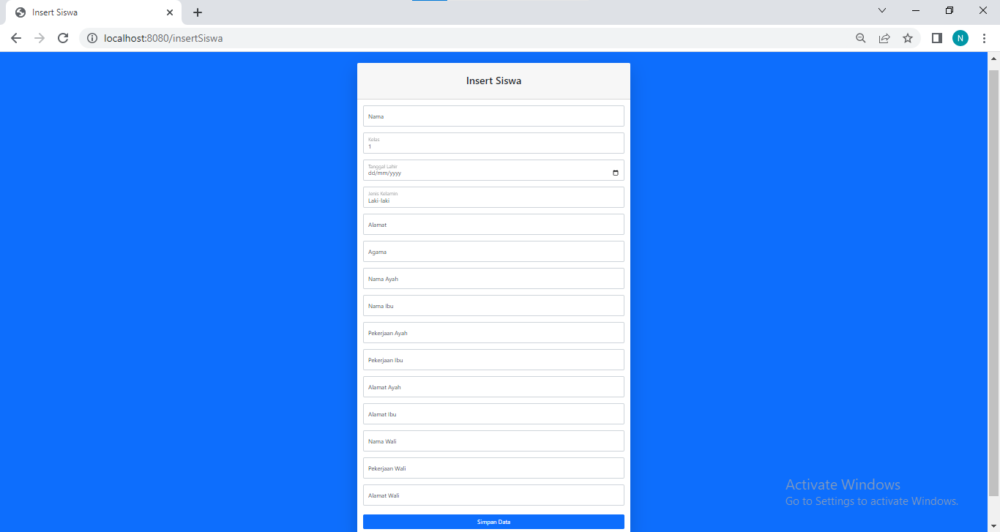 Insert Siswa
localhost:8080/insertSiswa
N
Insert Siswa
Nama
Kelas
1
Tanggal Lahir
dd/mm/yyyy
Jenis Kelamin
Laki-laki
Alamat
Agama
Nama Ayah
Nama Ibu
Pekerjaan Ayah
Pekerjaan Ibu
Alamat Ayah
Alamat Ibu
Nama Wali
Pekerjaan Wali
Alamat Wali
Simpan Data
Activate Windows
Go to Settings to activate Windows.